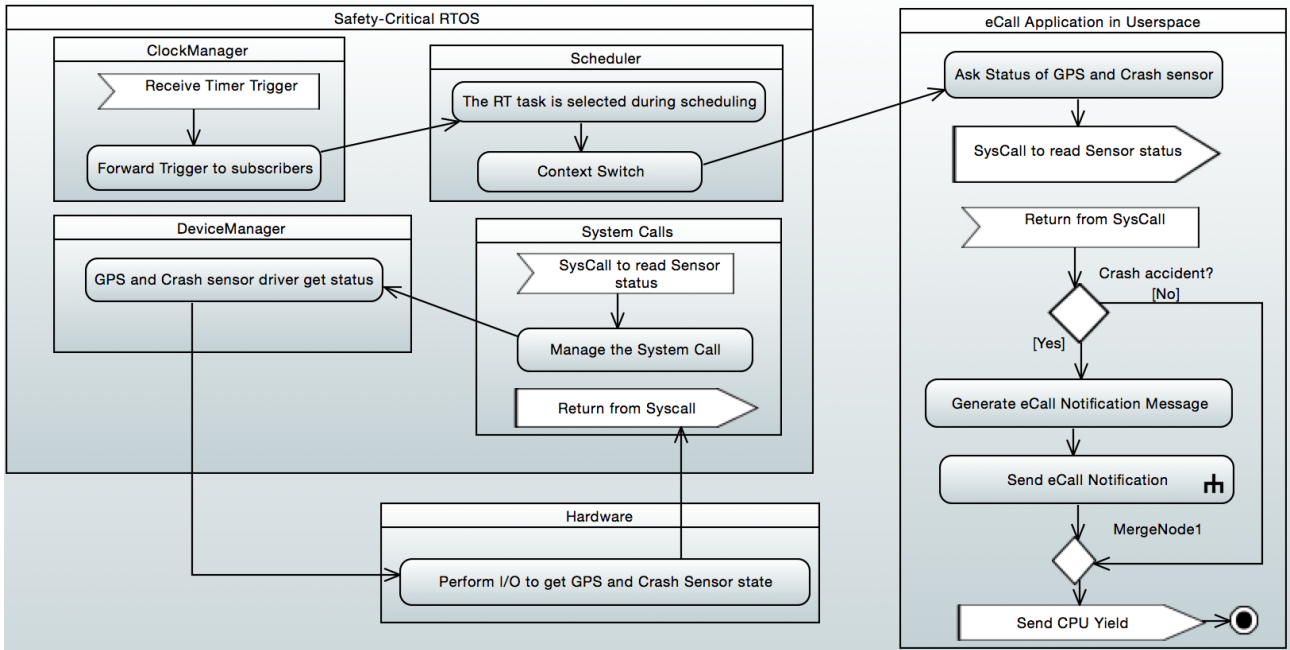 Safety-Critical RTOS
ClockManager
Receive Timer Trigger
Forward Trigger to subscribers
Scheduler
The RT task is selected during scheduling
Context Switch
DeviceManager
GPS and Crash sensor driver get status
System Calls
SysCall to read Sensor
status
Manage the System Call
Return from Syscall
Hardware
Perform I/O to get GPS and Crash Sensor state
eCall Application in Userspace
Ask Status of GPS and Crash sensor
SysCall to read Sensor status
Return from SysCall
Crash accident?
[No]
[Yes]
Generate eCall Notification Message
Send eCall Notification
MergeNode1
Send CPU Yield